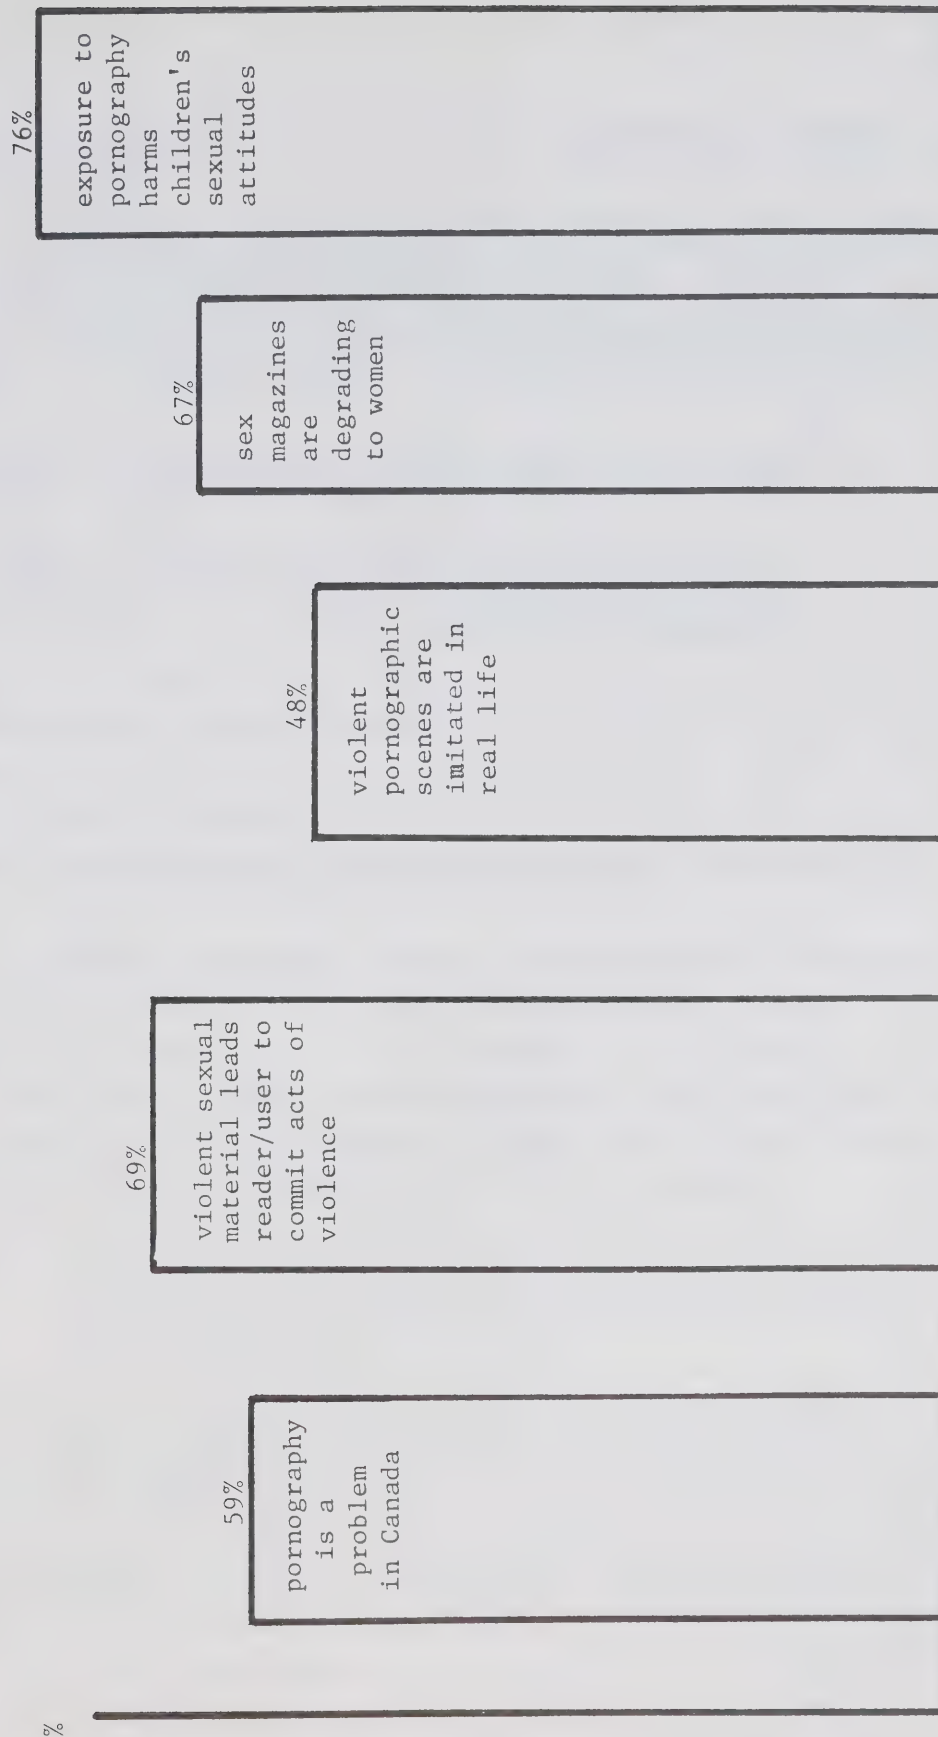 %
59%
pornography
is a
problem
in Canada
69%
violent sexual
material leads
reader/user to
commit acts of
violence
48%
violent
pornographic
scenes are
imitated in
real life
67%
sex
magazines
are
degrading
to women
76%
exposure to
pornography
harms
children's
sexual
attitudes